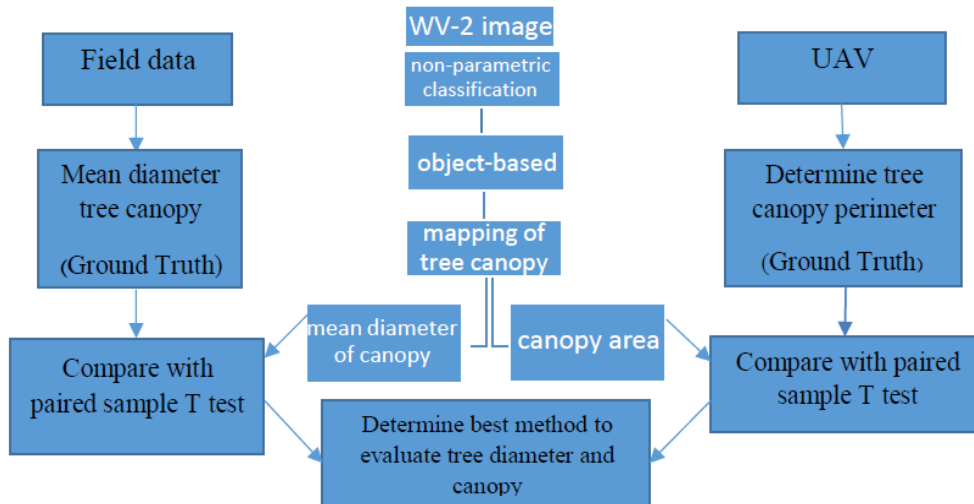 Field data
WV-2 image
non-parametric
classification
UAV
Mean diameter
tree canopy
(Ground Truth)
object-based
Determine tree
canopy perimeter
(Ground Truth)
mapping of
tree canopy
mean diameter
of canopy
canopy area
Compare with
paired sample T test
Compare with paired
sample T test
Determine best method to
evaluate tree diameter and
canopy